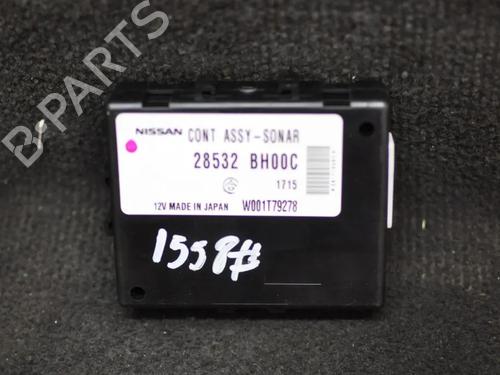 NISSAN CONT ASSY-SONAR
28532 BH00C
1715
12V MADE IN JAPAN W001T79278
1558#
B-PARTS